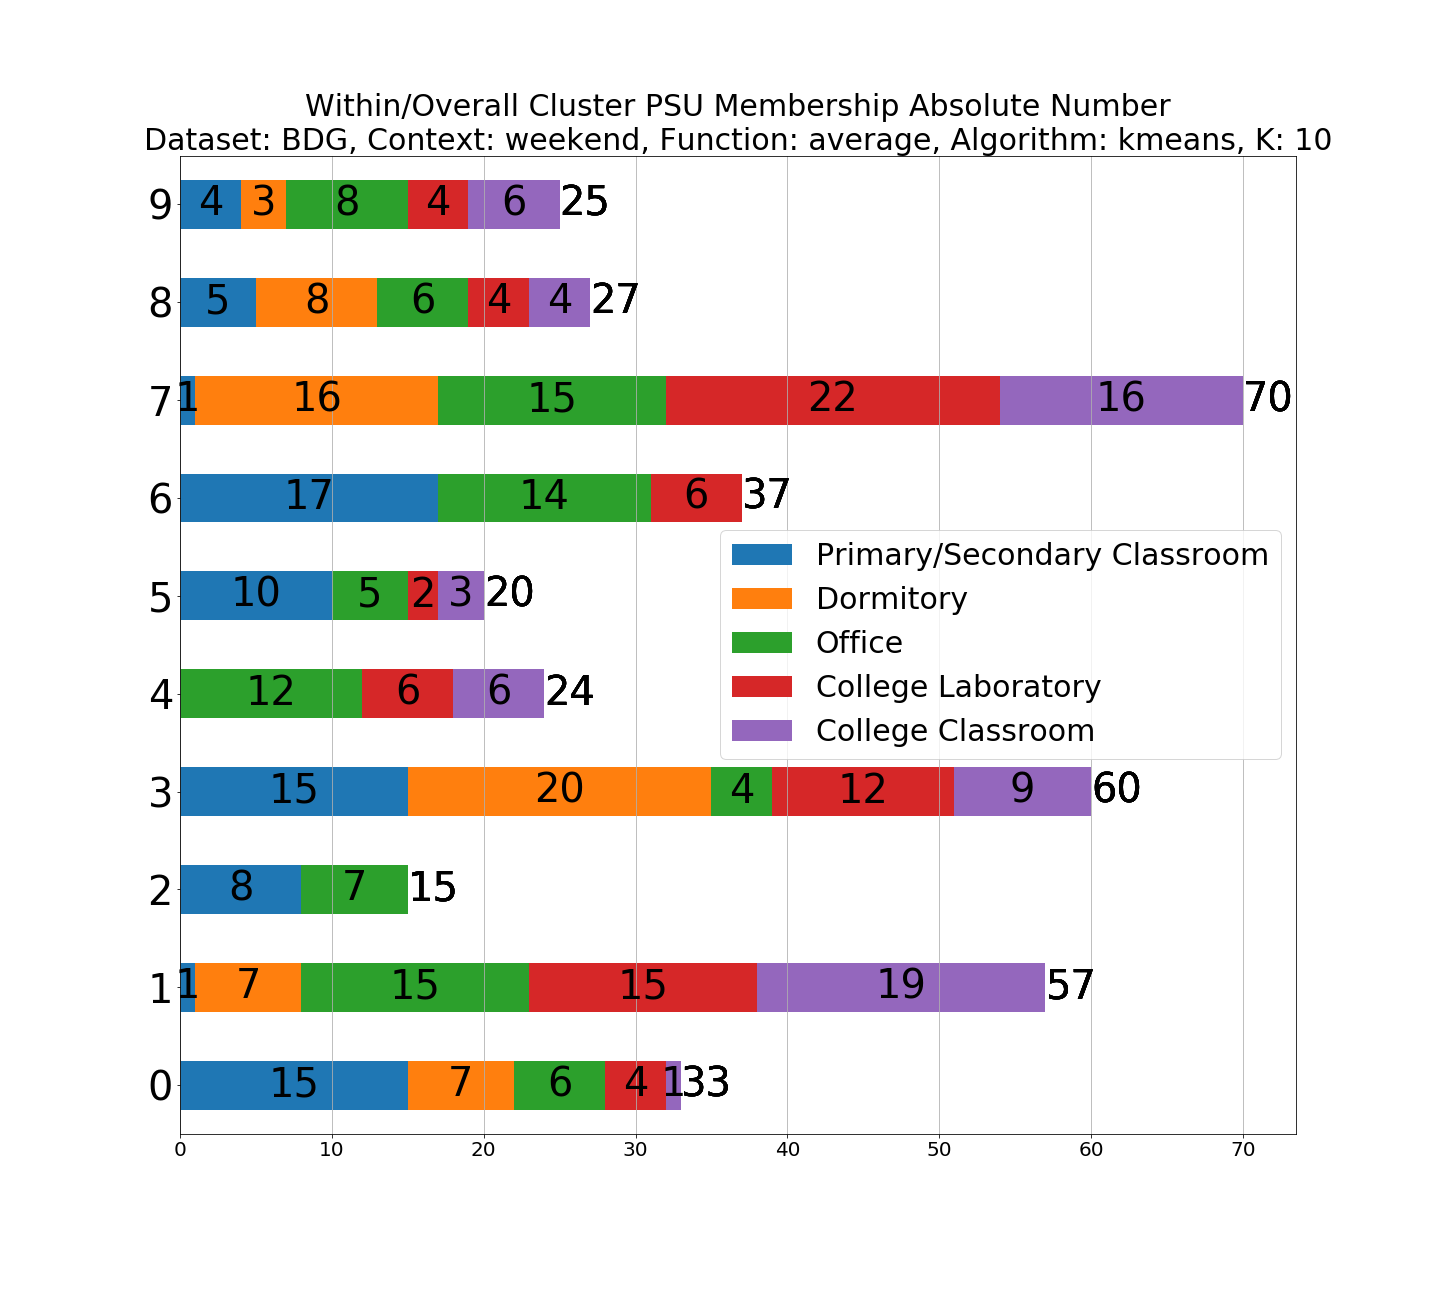 Within/Overall Cluster PSU Membership Absolute Number
Dataset: BDG, Context: weekend, Function: average, Algorithm: kmeans, K: 10
9 4 3 8 4 6 25
8 5 8 6 4 4 27
7 1 16 15 22 16 70
6 17 14 6 37
Primary/Secondary Classroom
5 10 5 2 3 20
Dormitory
Office
4 12 6 6 24
College Laboratory
College Classroom
3 15 20 4 12 9 60
2 8 7 15
1 1 7 15 15 19 57
0 15 7 6 4 1 33
0 10 20 30 40 50 60 70